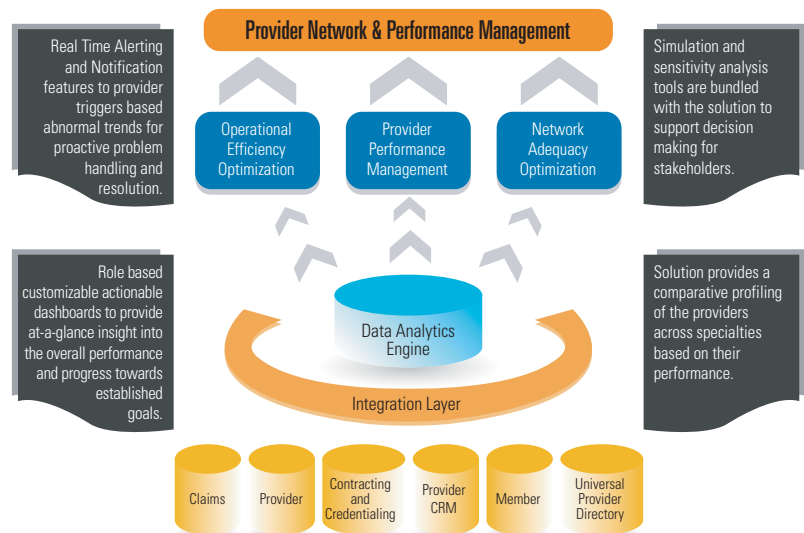 Provider Network & Performance Management
Real Time Alerting
and Notification
features to provider
triggers based
abnormal trends for
proactive problem
handling and
resolution.
Operational
Efficiency
Optimization
Provider
Performance
Management
Network
Adequacy
Optimization
Simulation and
sensitivity analysis
tools are bundled
with the solution to
support decision
making for
stakeholders.
Role based
customizable actionable
dashboards to provide
at-a-glance insight into
the overall performance
and progress towards
established
goals.
Data Analytics
Engine
Integration Layer
Solution provides a
comparative profiling
of the providers
across specialties
based on their
performance.
Claims
Provider
Contracting
and
Credentialing
Provider
CRM
Member
Universal
Provider
Directory